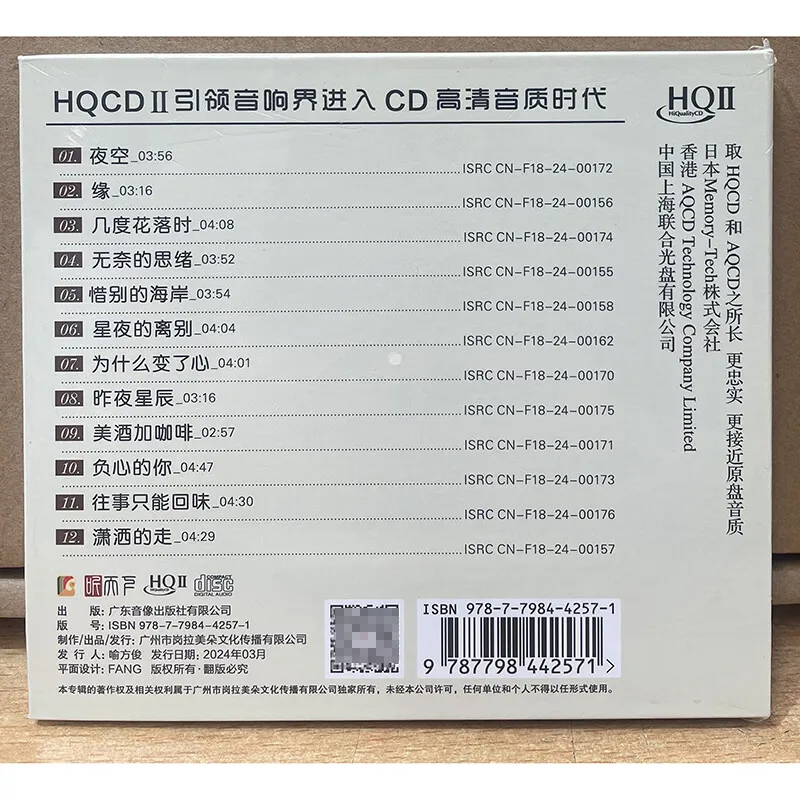 HQCD II 引领音响界进入 CD 高清音质时代
HQII
HiQualityCD
取 HQCD 和 AQCD之所长 更忠实 更接近原盘音质
日本Memory-Tech株式会社
香港 AQCD Technology Company Limited
中国上海联合光盘有限公司
01. 夜空_03:56
ISRC CN-F18-24-00172
02. 缘_03:16
ISRC CN-F18-24-00156
03. 几度花落时_04:08
ISRC CN-F18-24-00174
04. 无奈的思绪_03:52
ISRC CN-F18-24-00155
05. 惜别的海岸_03:54
ISRC CN-F18-24-00158
06. 星夜的离别_04:04
ISRC CN-F18-24-00162
07. 为什么变了心_04:01
ISRC CN-F18-24-00170
08. 昨夜星辰_03:16
ISRC CN-F18-24-00175
09. 美酒加咖啡_02:57
ISRC CN-F18-24-00171
10. 负心的你_04:47
ISRC CN-F18-24-00173
11. 往事只能回味_04:30
ISRC CN-F18-24-00176
12. 潇洒的走_04:29
ISRC CN-F18-24-00157
HQII
HiQualityCD
COMPACT
disc
DIGITAL AUDIO
出 版: 广东音像出版社有限公司
版 号: ISBN 978-7-7984-4257-1
制作/出品/发行: 广州市岗拉美朵文化传播有限公司
发 行 人: 喻方俊 发行日期: 2024年03月
平面设计: FANG 版权所有·翻版必究
本专辑的著作权及相关权利属于广州市岗拉美朵文化传播有限公司独家所有，未经本公司许可，任何单位和个人不得以任形式使用。
ISBN 978-7-7984-4257-1
9 787798 442571 >